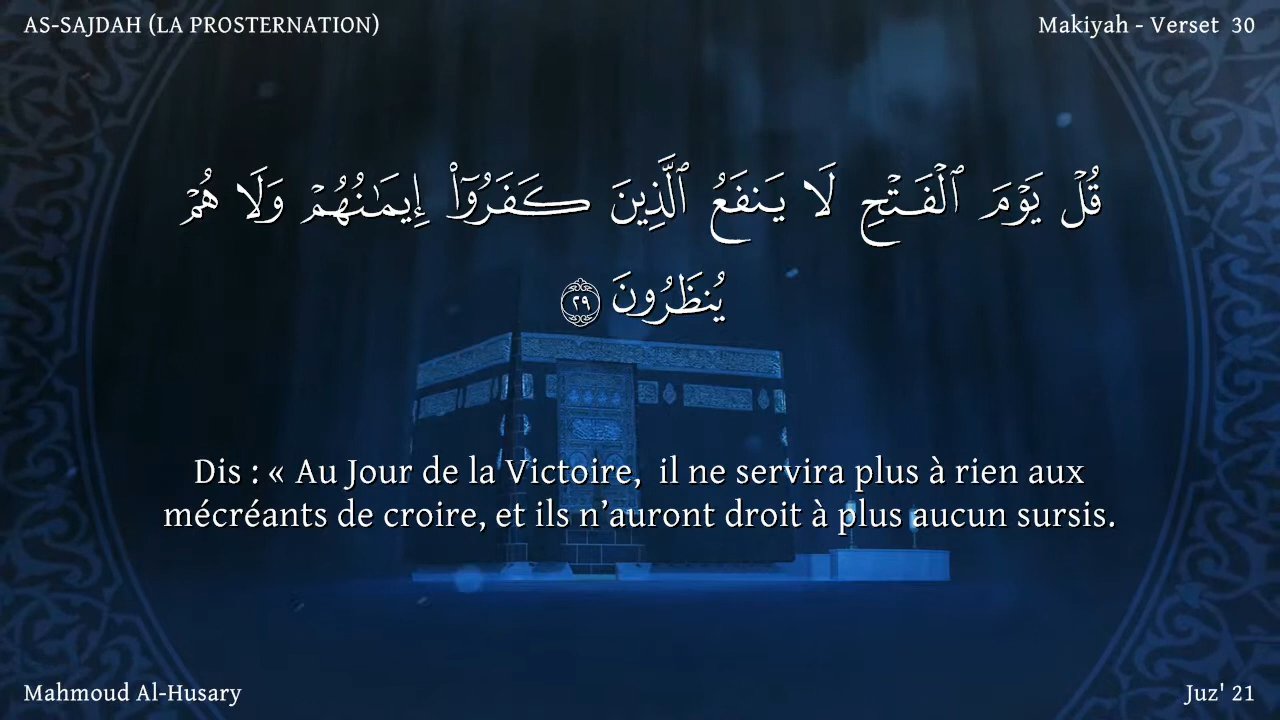 AS-SAJDAH (LA PROSTERNATION)
Makiyah - Verset 30
قُلْ يَوْمَ ٱلْفَتْحِ لَا يَنفَعُ ٱلَّذِينَ كَفَرُوٓا۟ إِيمَـٰنُهُمْ وَلَا هُمْ
يُنظَرُونَ ٢٩
Dis : « Au Jour de la Victoire, il ne servira plus à rien aux
mécréants de croire, et ils n’auront droit à plus aucun sursis.
Mahmoud Al-Husary
Juz' 21